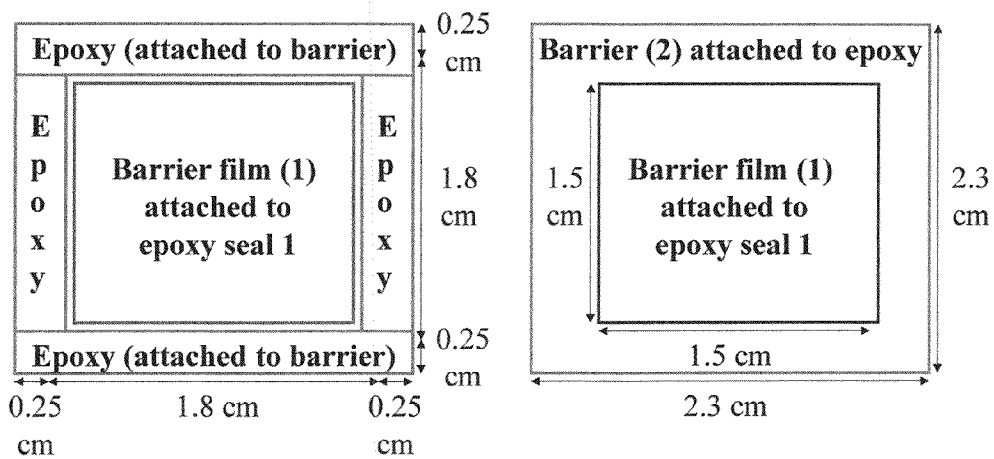 Epoxy (attached to barrier)
0.25
cm
E
p
o
x
y
Barrier film (1)
attached to
epoxy seal 1
E
p
o
x
y
1.8
cm
Epoxy (attached to barrier)
0.25
cm
0.25
cm
1.8 cm
0.25
cm
Barrier (2) attached to epoxy
1.5
cm
Barrier film (1)
attached to
epoxy seal 1
1.5 cm
2.3
cm
2.3 cm